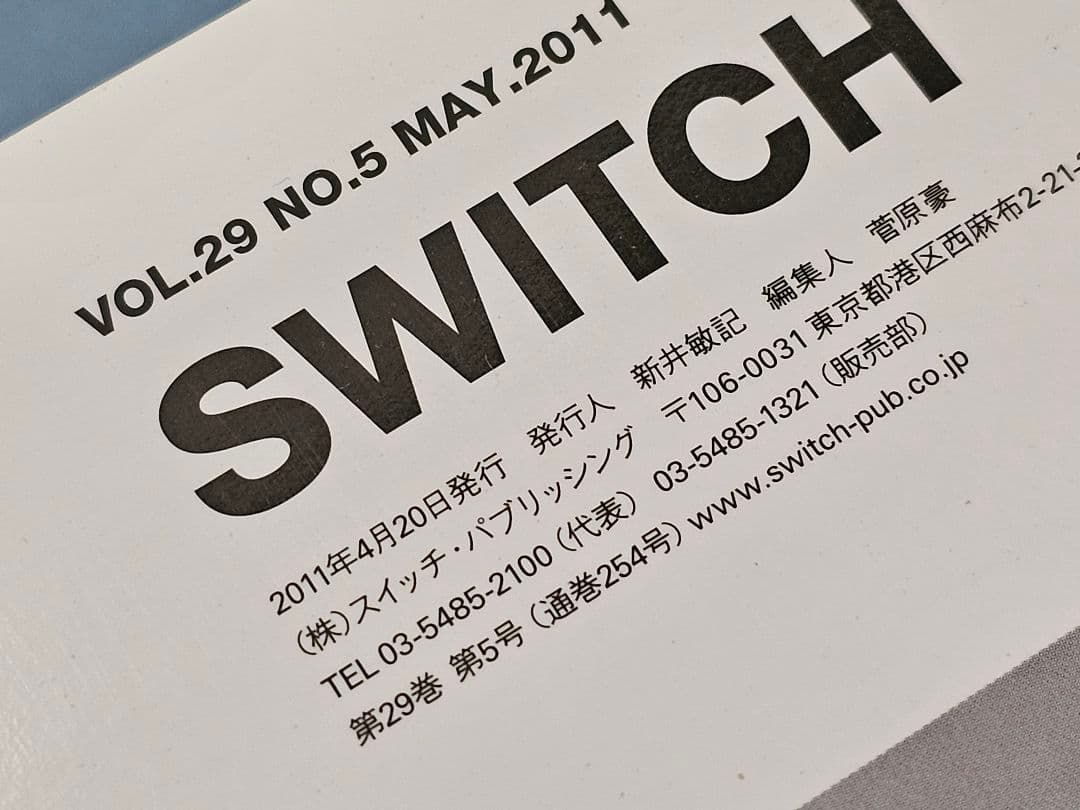 VOL.29 NO.5 MAY.2011
SWITCH
2011年4月20日発行 発行人 新井敏記 編集人 菅原豪
(株)スイッチ・パブリッシング 〒106-0031 東京都港区西麻布2-21-
TEL 03-5485-2100(代表) 03-5485-1321(販売部)
第29巻 第5号(通巻254号)www.switch-pub.co.jp